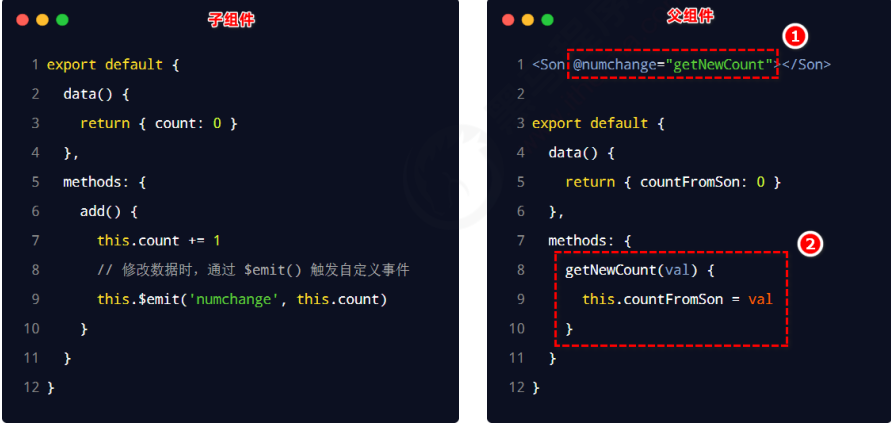 子组件
1 export default {
2 data() {
3 return { count: 0 }
4 },
5 methods: {
6 add() {
7 this.count += 1
8 // 修改数据时，通过 $emit() 触发自定义事件
9 this.$emit('numchange', this.count)
10 }
11 }
12 }
父组件
1
1 <Son @numchange="getNewCount"></Son>
2
3 export default {
4 data() {
5 return { countFromSon: 0 }
6 },
7 methods: {
2
8 getNewCount(val) {
9 this.countFromSon = val
10 }
11 }
12 }